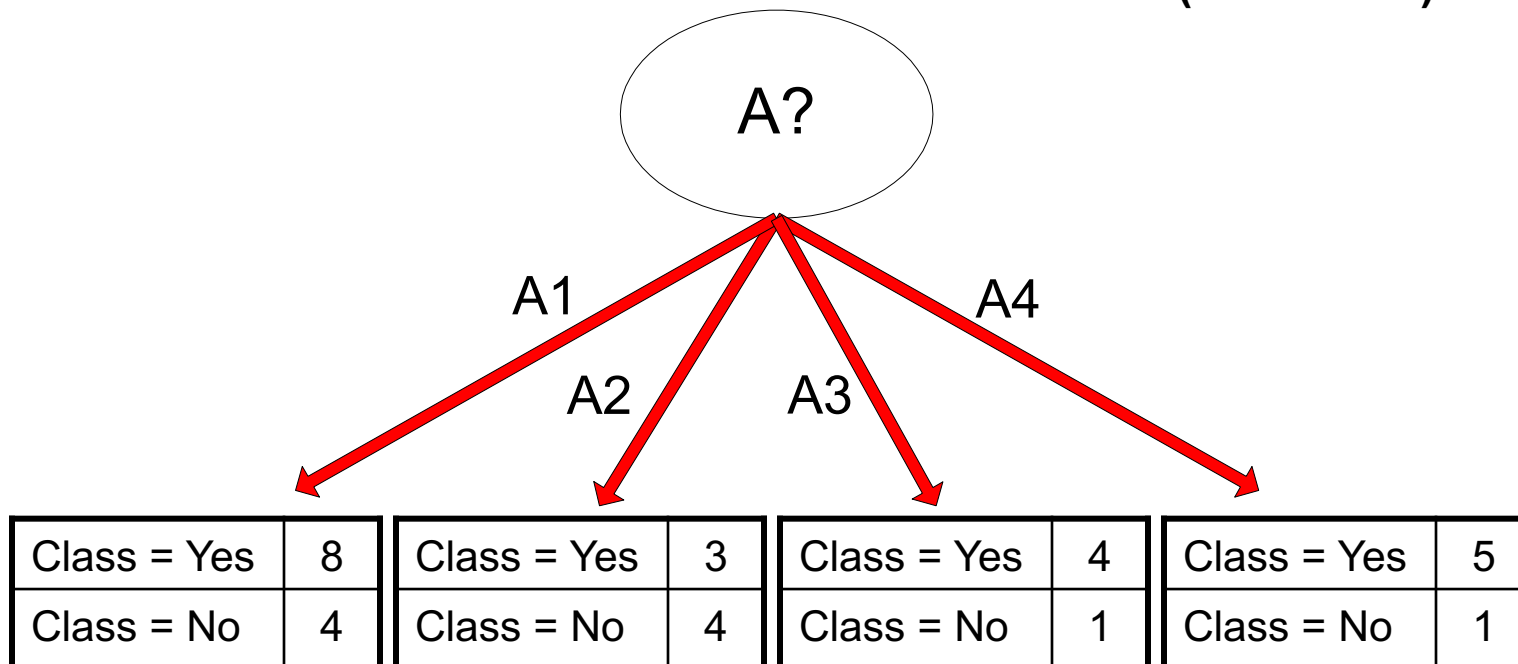 A?
A1
A4
A2
A3
Class = Yes 8
Class = No 4
Class = Yes 3
Class = No 4
Class = Yes 4
Class = No 1
Class = Yes 5
Class = No 1